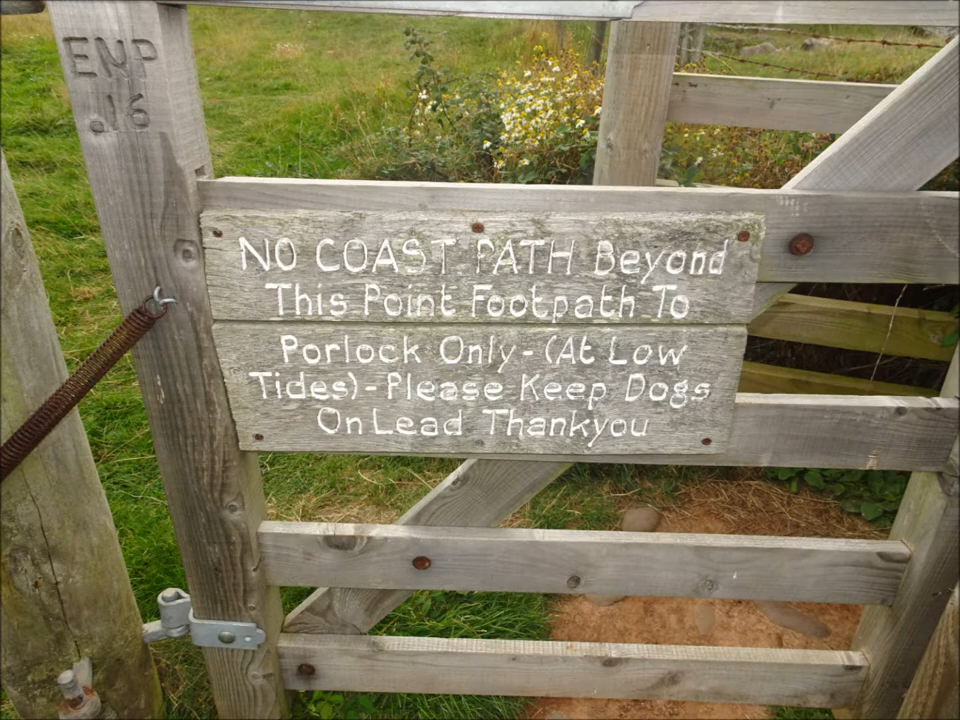 ENP
.16
NO COAST PATH Beyond
This Point Footpath To
Porlock Only - (At Low
Tides) - Please Keep Dogs
On Lead Thankyou